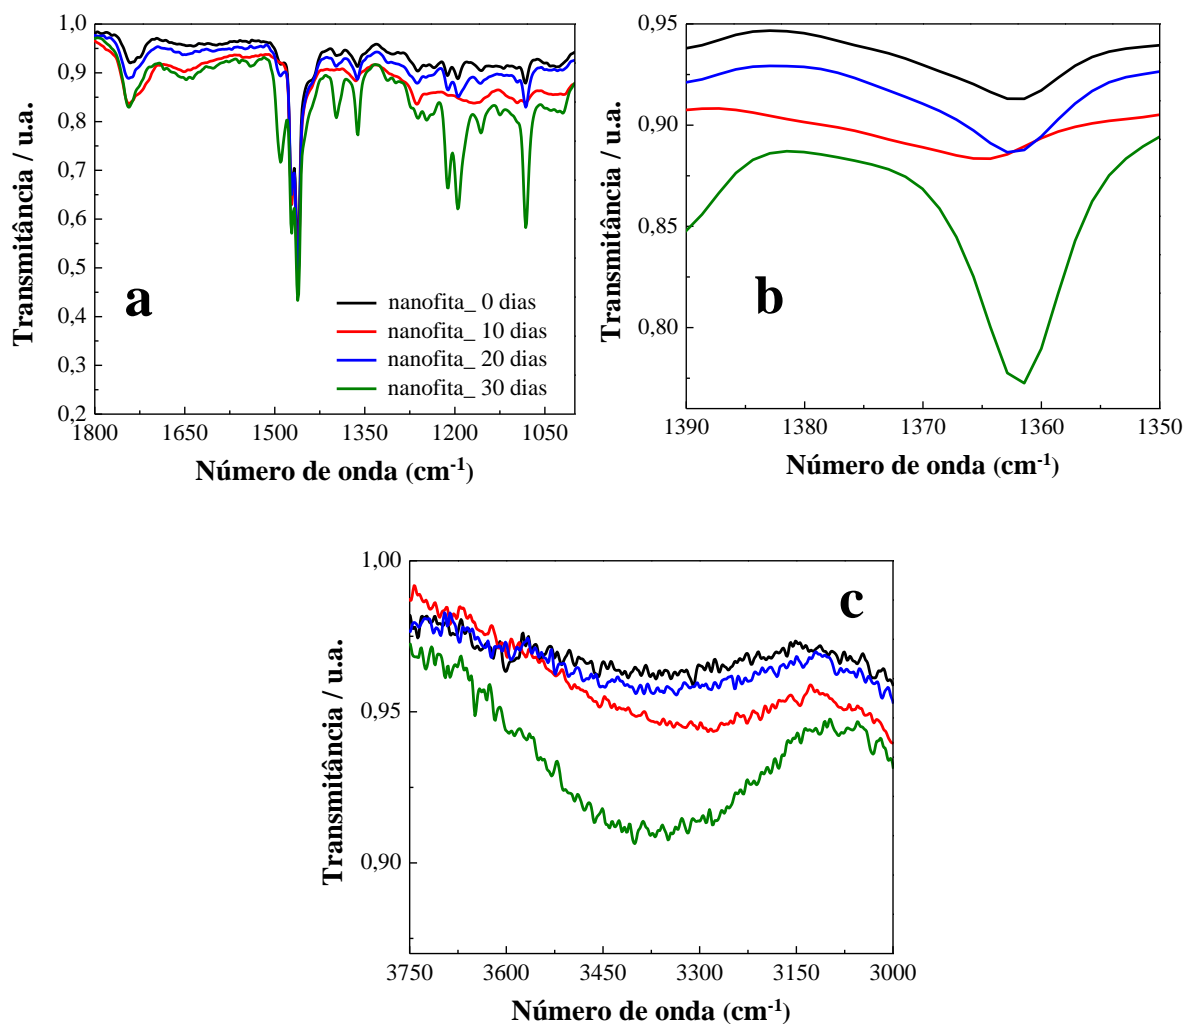 1,0
0,9
0,8
0,7
0,6
0,5
0,4
0,3
0,2
1800 1650 1500 1350 1200 1050
Transmitância / u.a.
Número de onda (cm-1)
a
nanofita_ 0 dias
nanofita_ 10 dias
nanofita_ 20 dias
nanofita_ 30 dias
0,95
0,90
0,85
0,80
1390 1380 1370 1360 1350
Transmitância / u.a.
Número de onda (cm-1)
b
1,00
0,95
0,90
3750 3600 3450 3300 3150 3000
Transmitância / u.a.
Número de onda (cm-1)
c